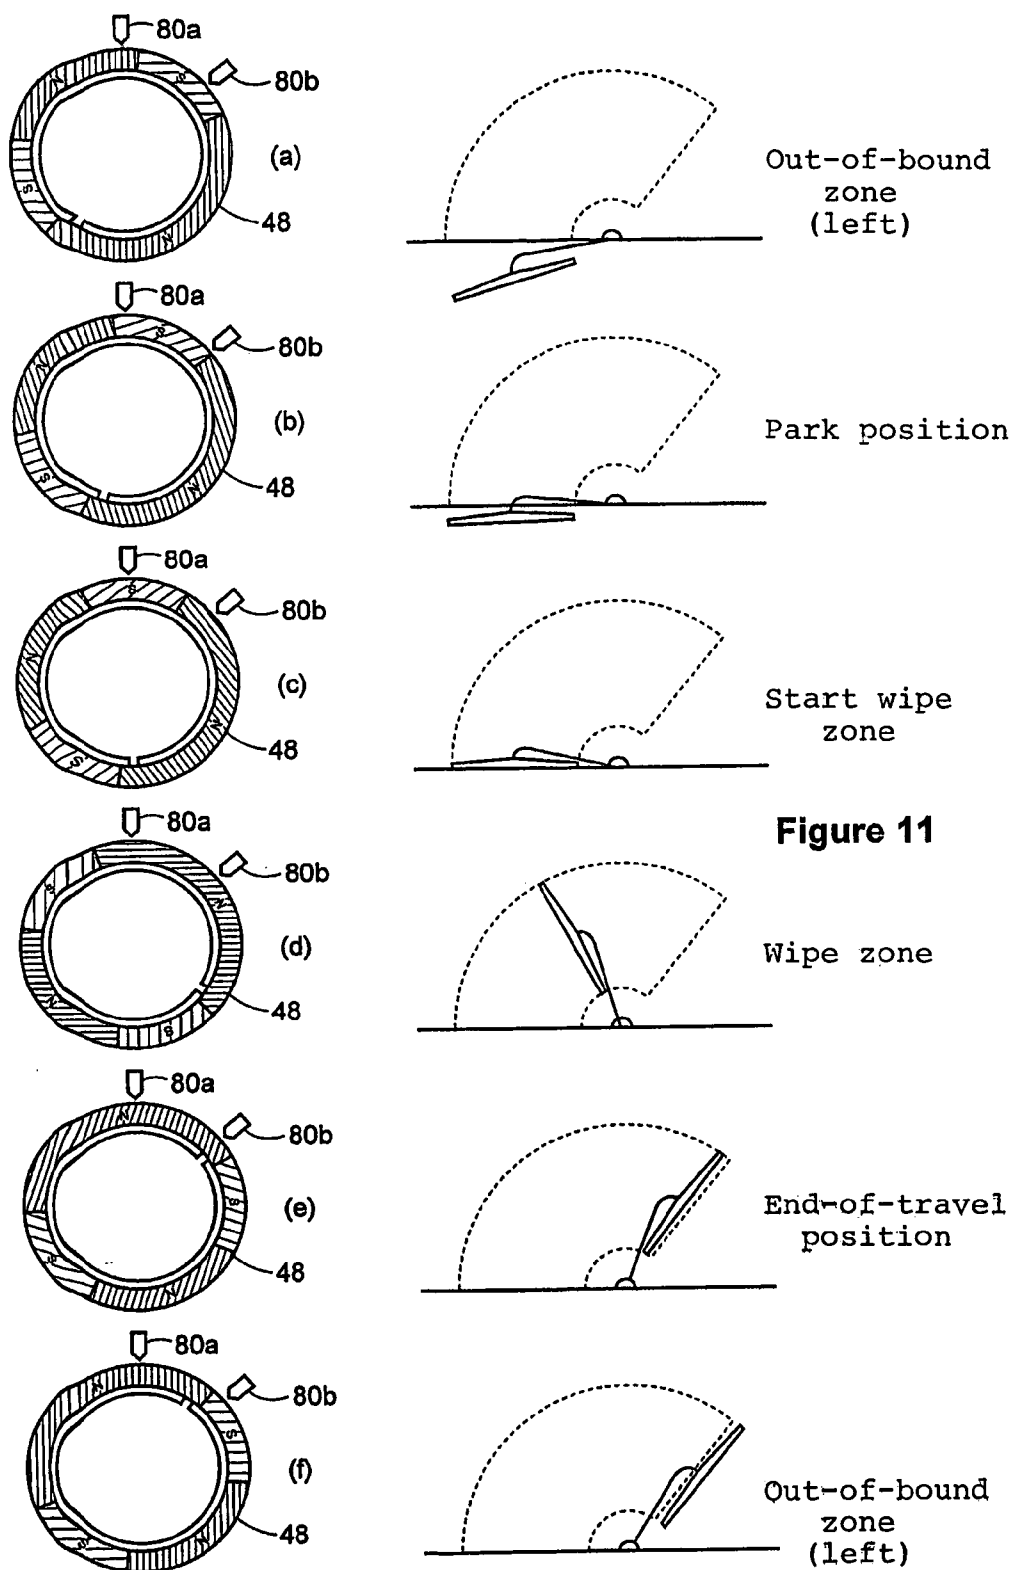 80a
80b
N
S
(a)
S
48
N
Out-of-bound
zone
(left)
80a
S
80b
N
(b)
S
48
N
Park position
80a
S
80b
N
(c)
N
S
48
Start wipe
zone
Figure 11
80a
80b
S
N
(d)
N
48
S
Wipe zone
80a
N
80b
S
(e)
S
48
N
End-of-travel
position
80a
N
80b
S
(f)
S
48
N
Out-of-bound
zone
(left)